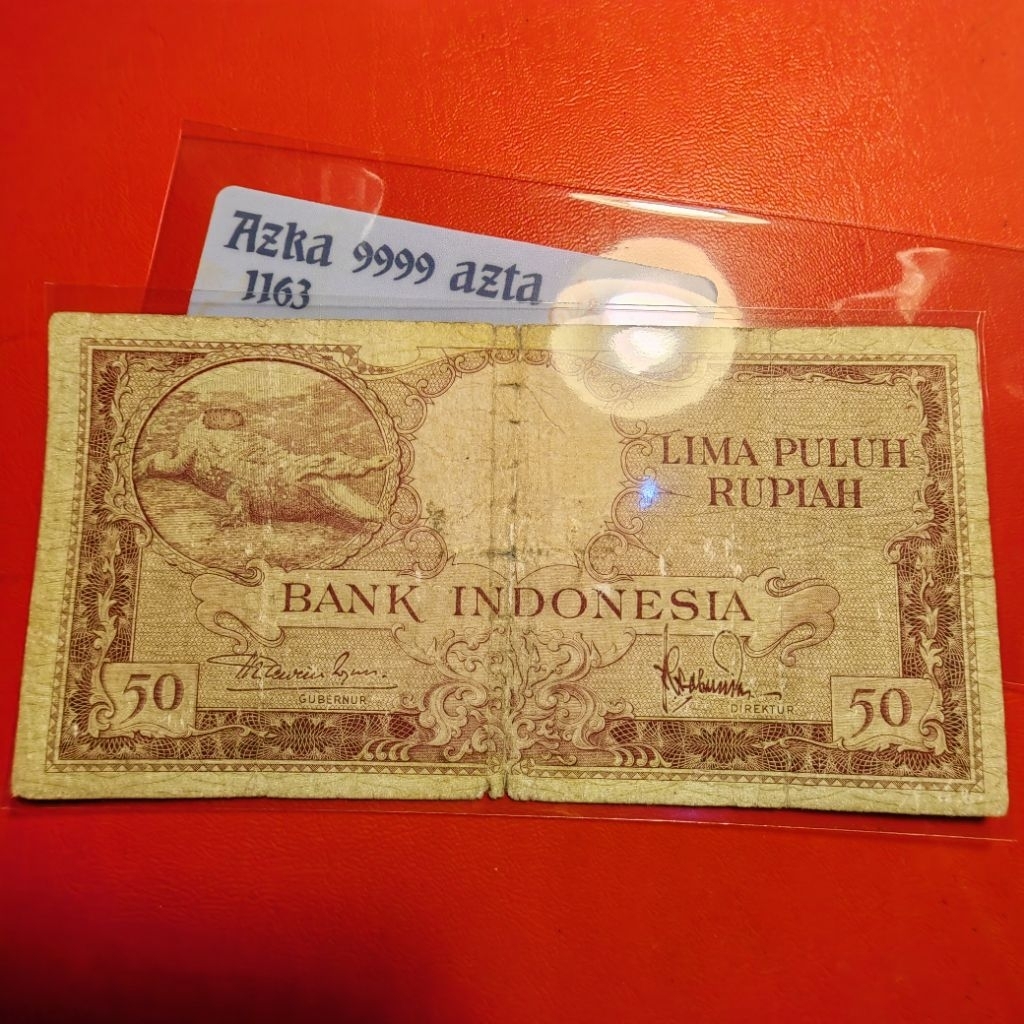 Azka 9999 azta
1163
LIMA PULUH
RUPIAH
BANK INDONESIA
GUBERNUR
DIREKTUR
50
50